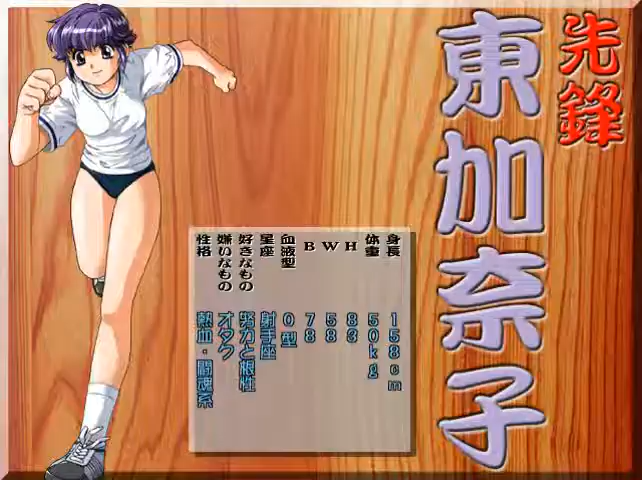 先鋒
東加奈子
身長 158cm
体重 50kg
H 83
W 58
B 78
血液型 O型
星座 射手座
好きなもの 努力と根性
嫌いなもの オタク
性格 熱血・闘魂系